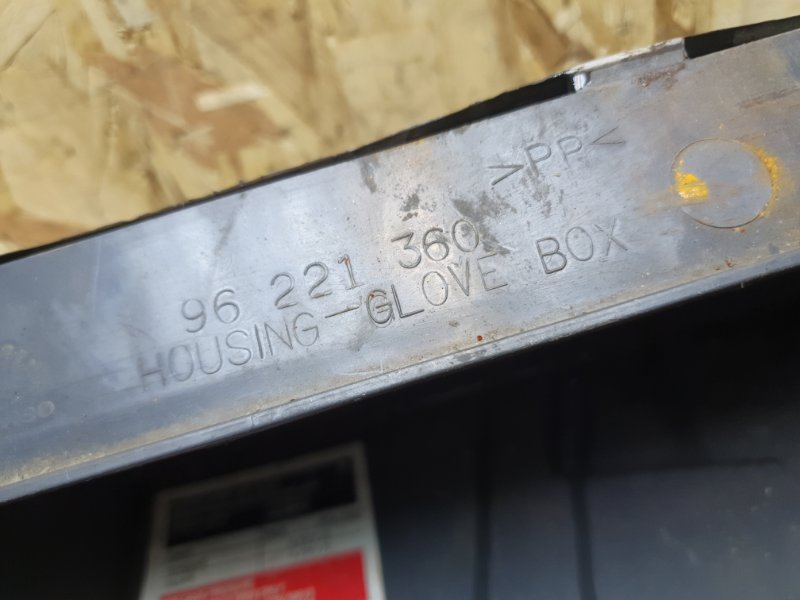 >PP<
96 221 360
HOUSING-GLOVE BOX